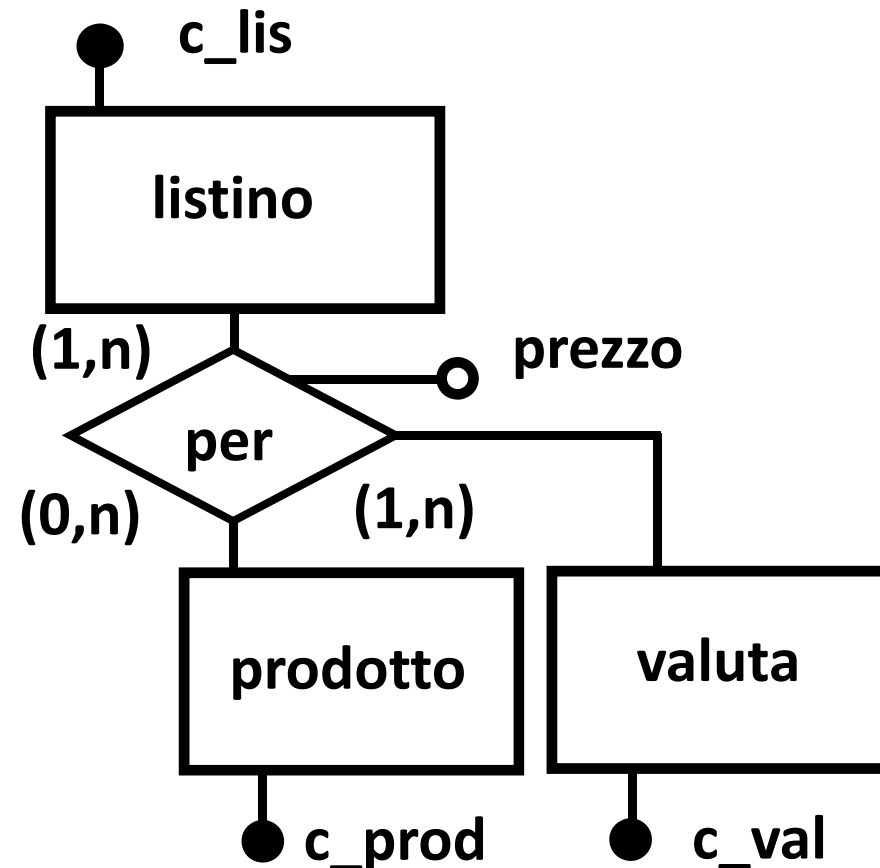 c_lis
listino
(1,n)
prezzo
per
(0,n)
(1,n)
prodotto
valuta
c_prod
c_val